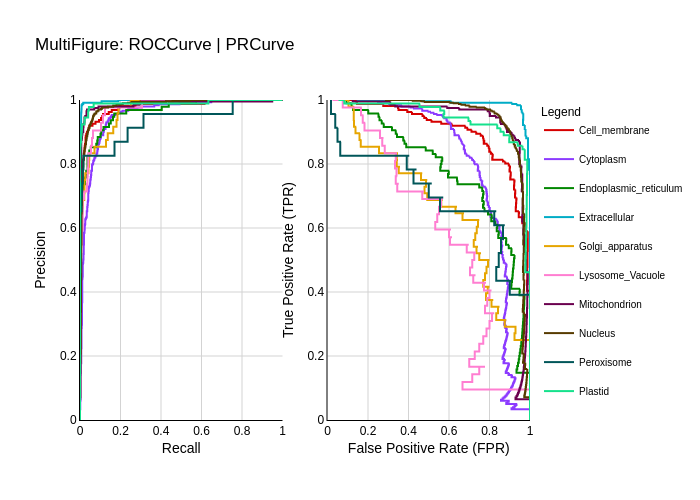 MultiFigure: ROCCurve | PRCurve
Precision
1
0.8
0.6
0.4
0.2
0
0 0.2 0.4 0.6 0.8 1
Recall
True Positive Rate (TPR)
1
0.8
0.6
0.4
0.2
0
0 0.2 0.4 0.6 0.8 1
False Positive Rate (FPR)
Legend
Cell_membrane
Cytoplasm
Endoplasmic_reticulum
Extracellular
Golgi_apparatus
Lysosome_Vacuole
Mitochondrion
Nucleus
Peroxisome
Plastid